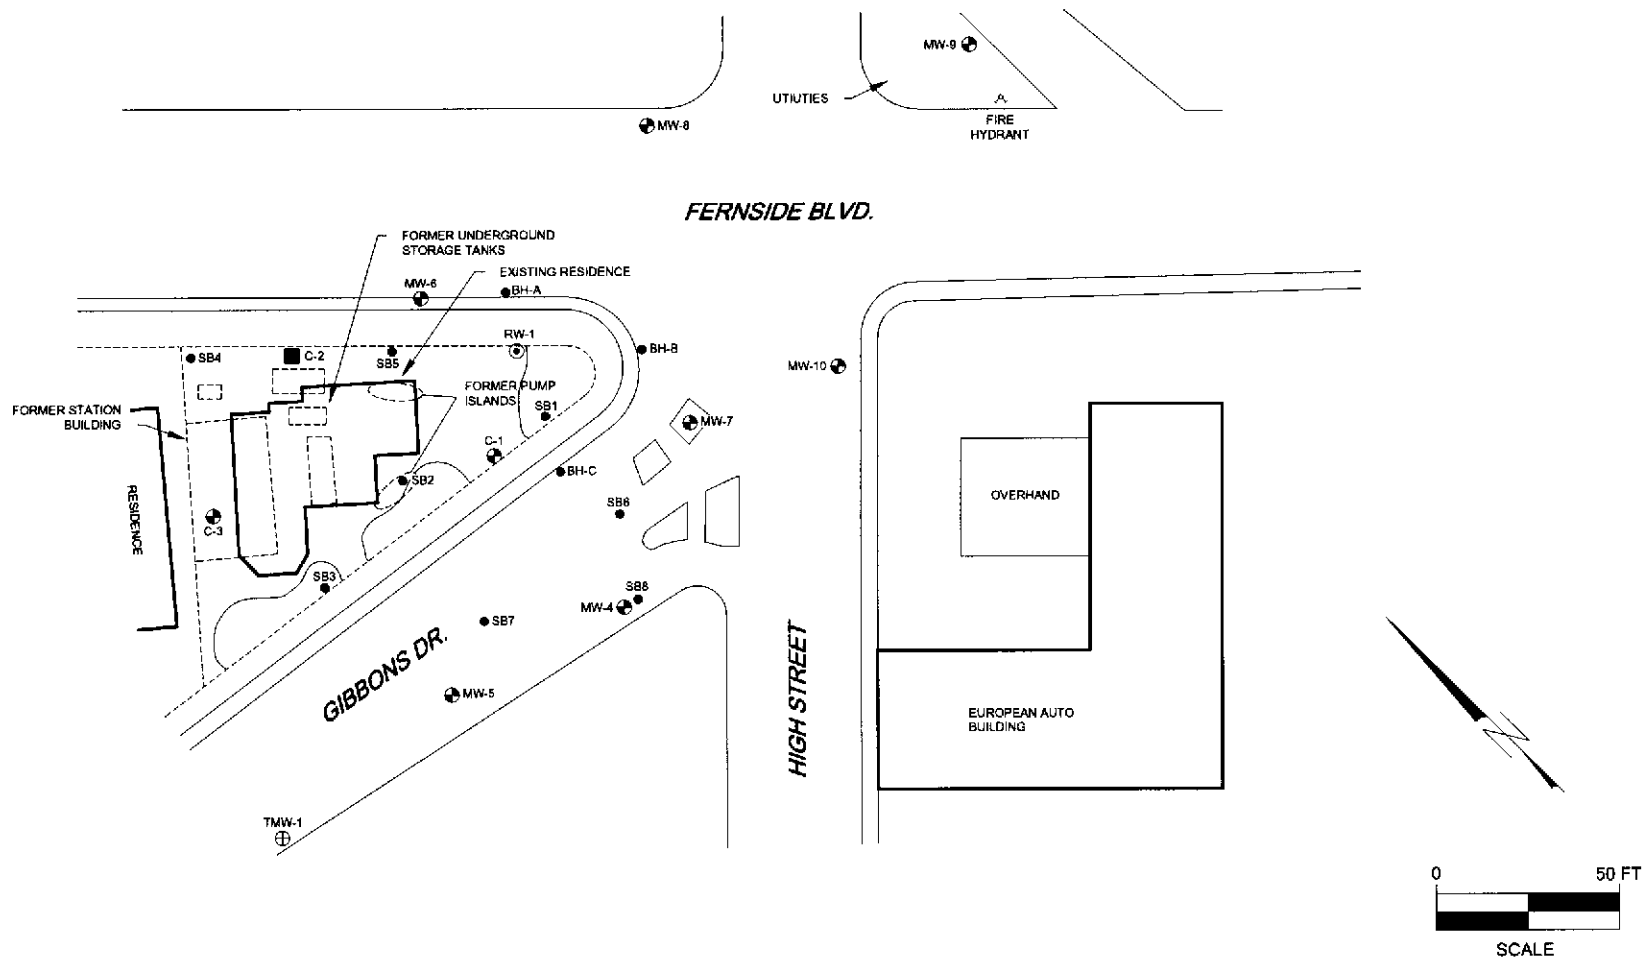 MW-9
UTIUTIES
FIRE
HYDRANT
MW-8
FERNSIDE BLVD.
FORMER UNDERGROUND
STORAGE TANKS
EXISTING RESIDENCE
MW-6
BH-A
RW-1
BH-B
SB4
C-2
SB5
MW-10
FORMER PUMP
ISLANDS
FORMER STATION
BUILDING
SB1
MW-7
C-1
BH-C
SB2
RESIDENCE
OVERHAND
SB6
C-3
SB3
SB8
MW-4
SB7
GIBBONS DR.
HIGH STREET
MW-5
EUROPEAN AUTO
BUILDING
TMW-1
0 50 FT
SCALE